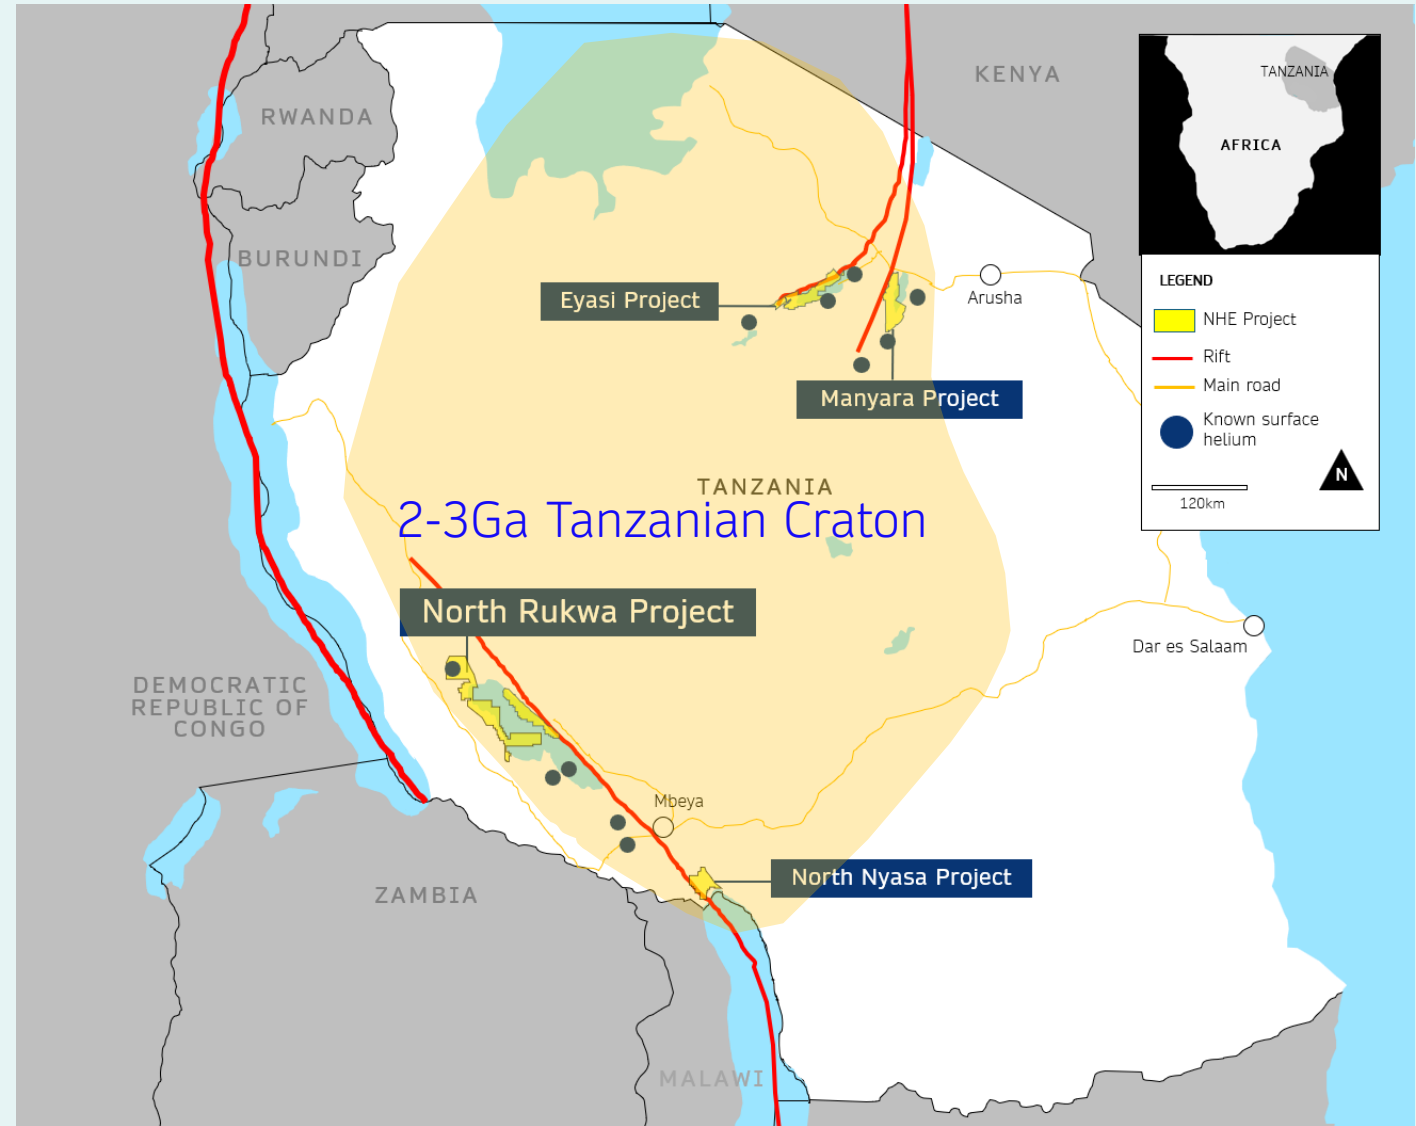 KENYA
RWANDA
BURUNDI
TANZANIA
AFRICA
LEGEND
NHE Project
Rift
Main road
Known surface
helium
N
120km
Eyasi Project
Arusha
Manyara Project
TANZANIA
2-3Ga Tanzanian Craton
North Rukwa Project
Dar es Salaam
DEMOCRATIC
REPUBLIC OF
CONGO
Mbeya
North Nyasa Project
ZAMBIA
MALAWI